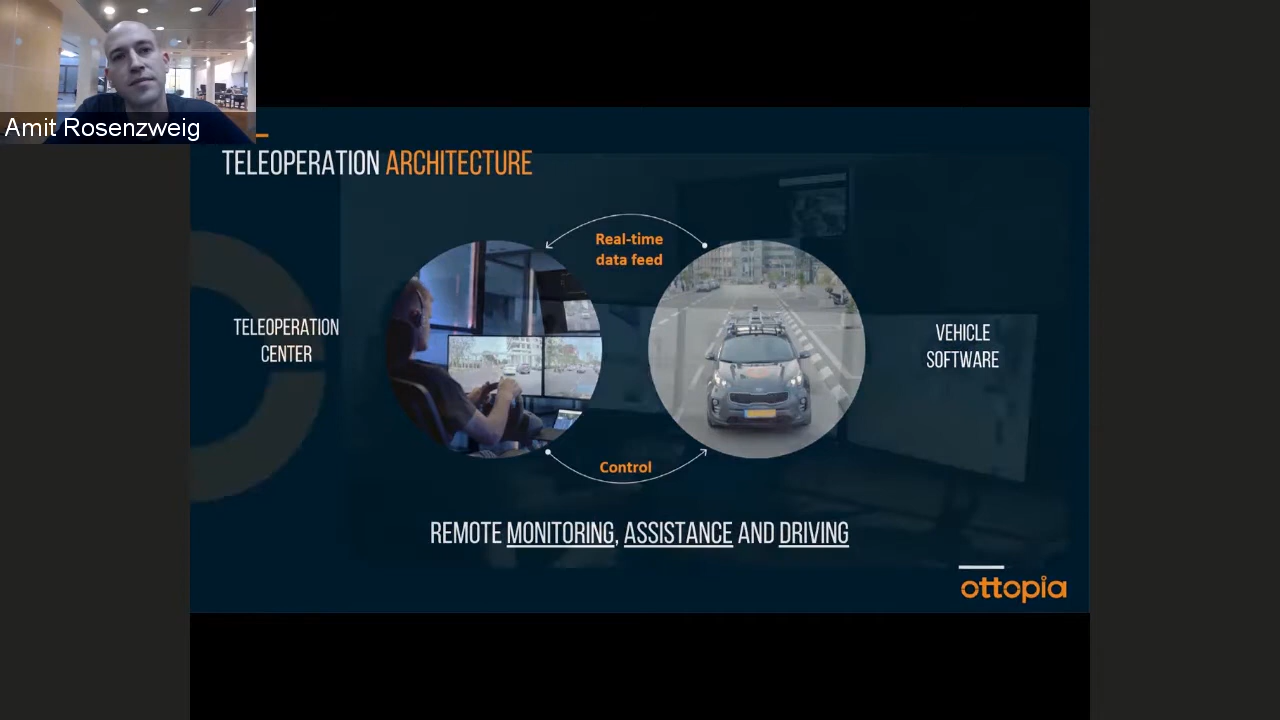 Amit Rosenzweig
TELEOPERATION ARCHITECTURE
Real-time
data feed
TELEOPERATION
CENTER
VEHICLE
SOFTWARE
Control
REMOTE MONITORING, ASSISTANCE AND DRIVING
ottopia